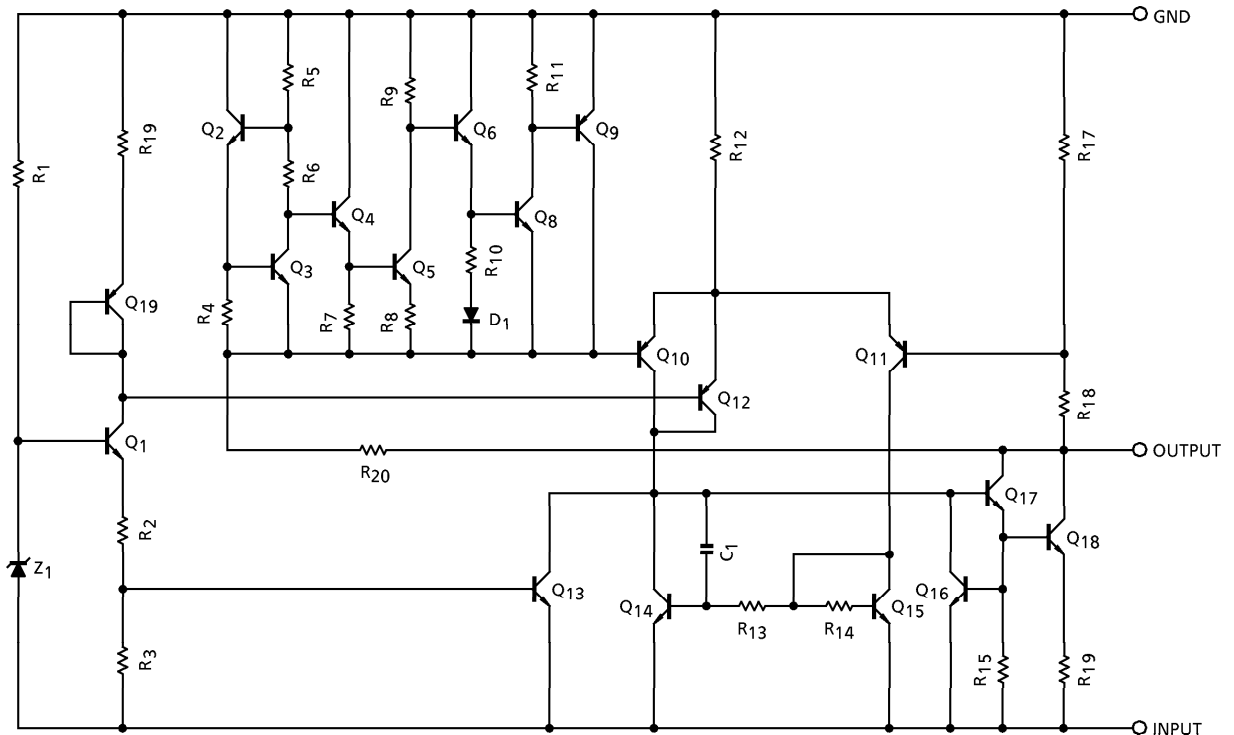 GND
R5
R11
R9
Q2
Q6
Q9
R19
R12
R17
R1
R6
Q4
Q8
R10
Q3
Q5
Q19
R4
R7
R8
D1
Q10
Q11
Q12
R18
Q1
OUTPUT
R20
Q17
R2
C1
Q18
Z1
Q13
Q14
Q15
Q16
R13
R14
R3
R15
R19
INPUT